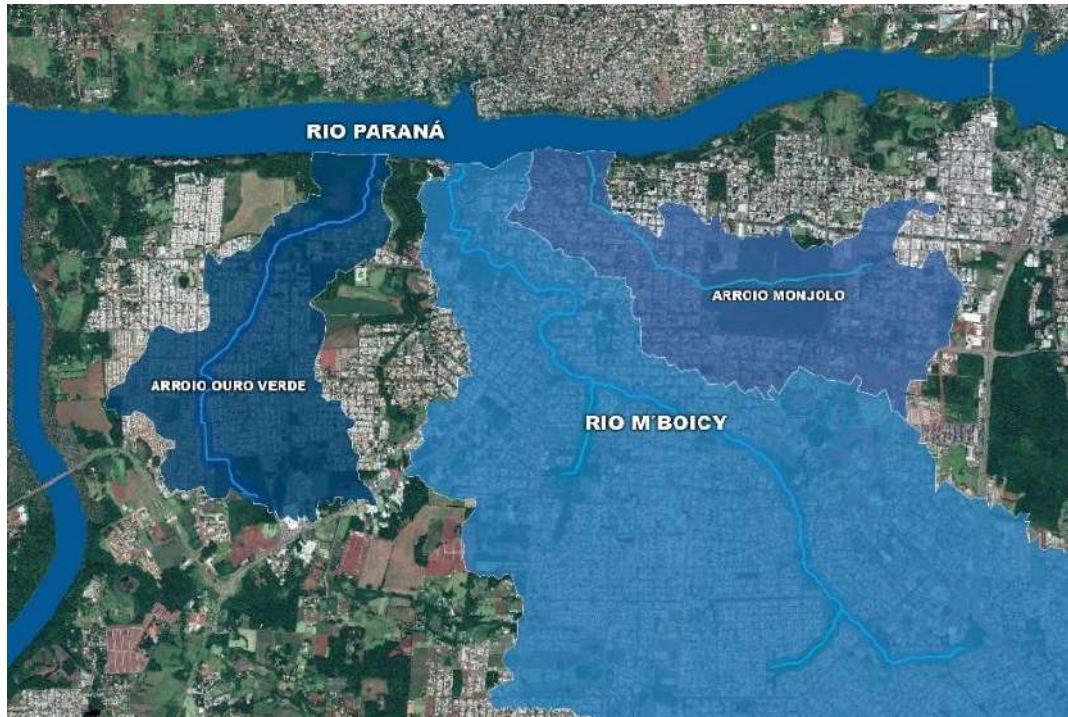 RIO PARANÁ
ARROIO MONJOLO
ARROIO OURO VERDE
RIO M´BOICY